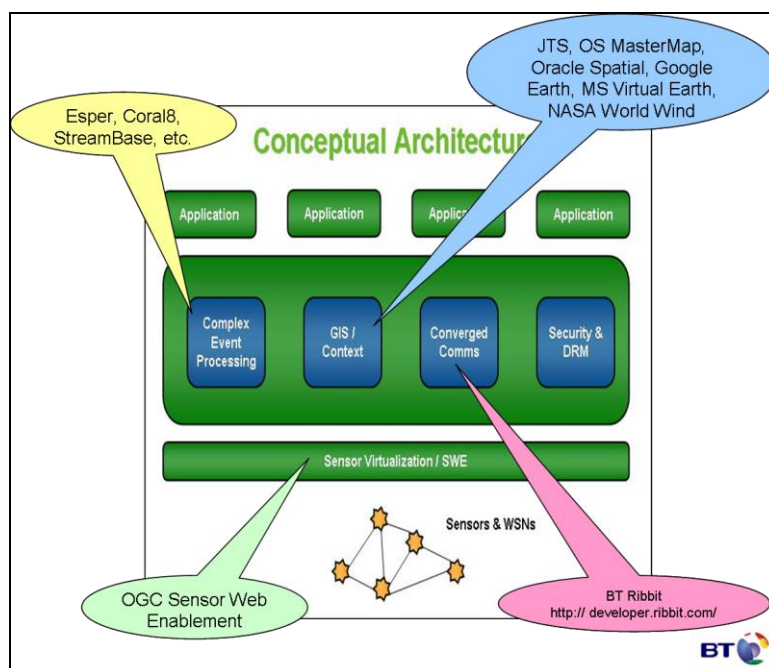 JTS, OS MasterMap,
Oracle Spatial, Google
Earth, MS Virtual Earth,
NASA World Wind
Esper, Coral8,
StreamBase, etc.
Conceptual Architectur
Application
Application
Application
Application
Complex
Event
Processing
GIS /
Context
Converged
Comms
Security &
DRM
Sensor Virtualization / SWE
Sensors & WSNs
OGC Sensor Web
Enablement
BT Ribbit
http:// developer.ribbit.com/
BT